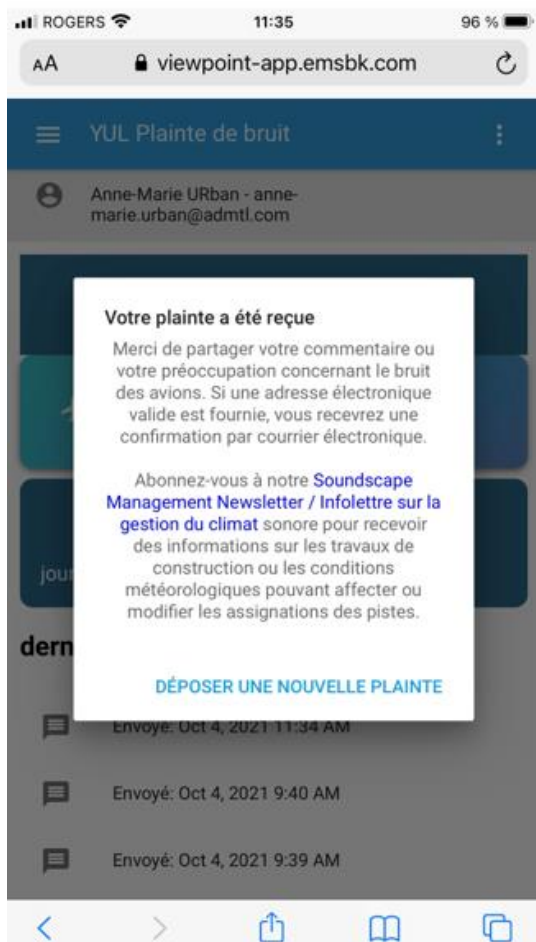 ROGERS 11:35 96 %
AA viewpoint-app.emsbk.com
YUL Plainte de bruit
Anne-Marie URban - anne-
marie.urban@admtl.com
Votre plainte a été reçue
Merci de partager votre commentaire ou
votre préoccupation concernant le bruit
des avions. Si une adresse électronique
valide est fournie, vous recevrez une
confirmation par courrier électronique.
Abonnez-vous à notre Soundscape
Management Newsletter / Infolettre sur la
gestion du climat sonore pour recevoir
des informations sur les travaux de
construction ou les conditions
météorologiques pouvant affecter ou
modifier les assignations des pistes.
jour
dern
DÉPOSER UNE NOUVELLE PLAINTE
Envoyé: Oct 4, 2021 11:34 AM
Envoyé: Oct 4, 2021 9:40 AM
Envoyé: Oct 4, 2021 9:39 AM